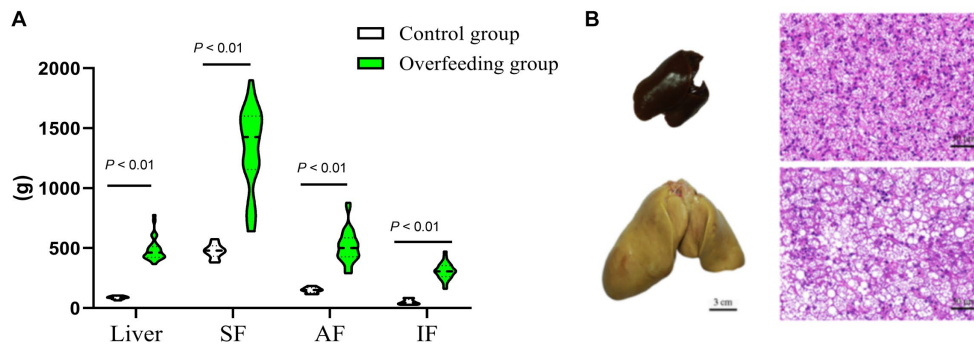 A
B
Control group
Overfeeding group
P < 0.01
P < 0.01
P < 0.01
P < 0.01
2000
1500
1000
500
0
(g)
Liver SF AF IF
3 cm